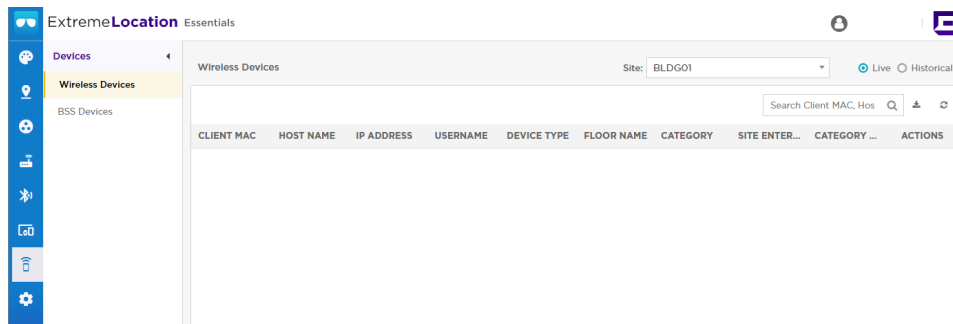 ExtremeLocation Essentials
Devices
Wireless Devices
BSS Devices
Wireless Devices
Site: BLDG01
Live Historical
Search Client MAC, Hos
CLIENT MAC HOST NAME IP ADDRESS USERNAME DEVICE TYPE FLOOR NAME CATEGORY SITE ENTER... CATEGORY ... ACTIONS